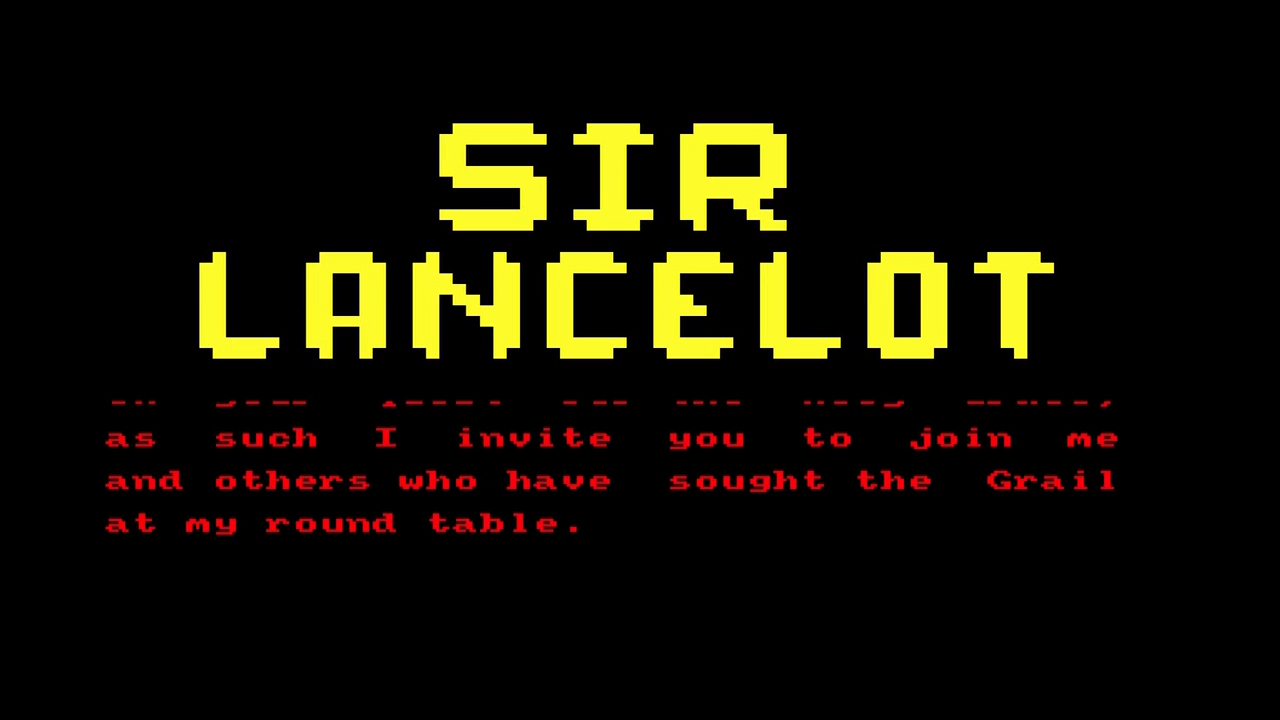 SIR
LANCELOT
as such I invite you to join me
and others who have sought the Grail
at my round table.